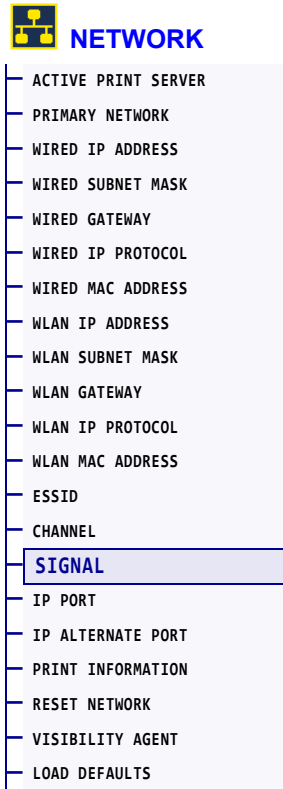 NETWORK
ACTIVE PRINT SERVER
PRIMARY NETWORK
WIRED IP ADDRESS
WIRED SUBNET MASK
WIRED GATEWAY
WIRED IP PROTOCOL
WIRED MAC ADDRESS
WLAN IP ADDRESS
WLAN SUBNET MASK
WLAN GATEWAY
WLAN IP PROTOCOL
WLAN MAC ADDRESS
ESSID
CHANNEL
SIGNAL
IP PORT
IP ALTERNATE PORT
PRINT INFORMATION
RESET NETWORK
VISIBILITY AGENT
LOAD DEFAULTS